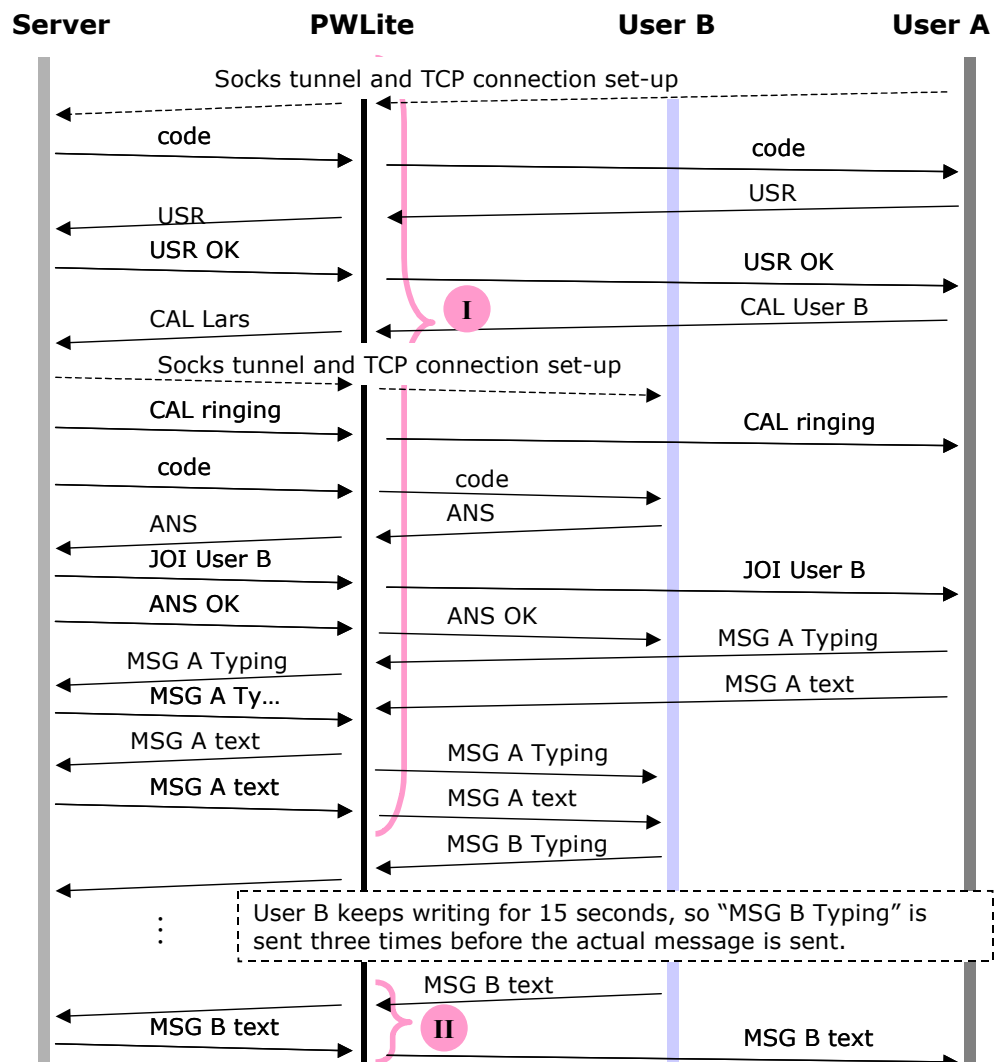 Server PWLite User B User A
Socks tunnel and TCP connection set-up
code
code
USR
USR
USR OK
USR OK
I
CAL User B
CAL Lars
Socks tunnel and TCP connection set-up
CAL ringing
CAL ringing
code
code
ANS
ANS
JOI User B
JOI User B
ANS OK
ANS OK
MSG A Typing
MSG A Typing
MSG A text
MSG A Ty...
MSG A text
MSG A Typing
MSG A text
MSG A text
MSG B Typing
User B keeps writing for 15 seconds, so “MSG B Typing” is
sent three times before the actual message is sent.
MSG B text
II
MSG B text
MSG B text